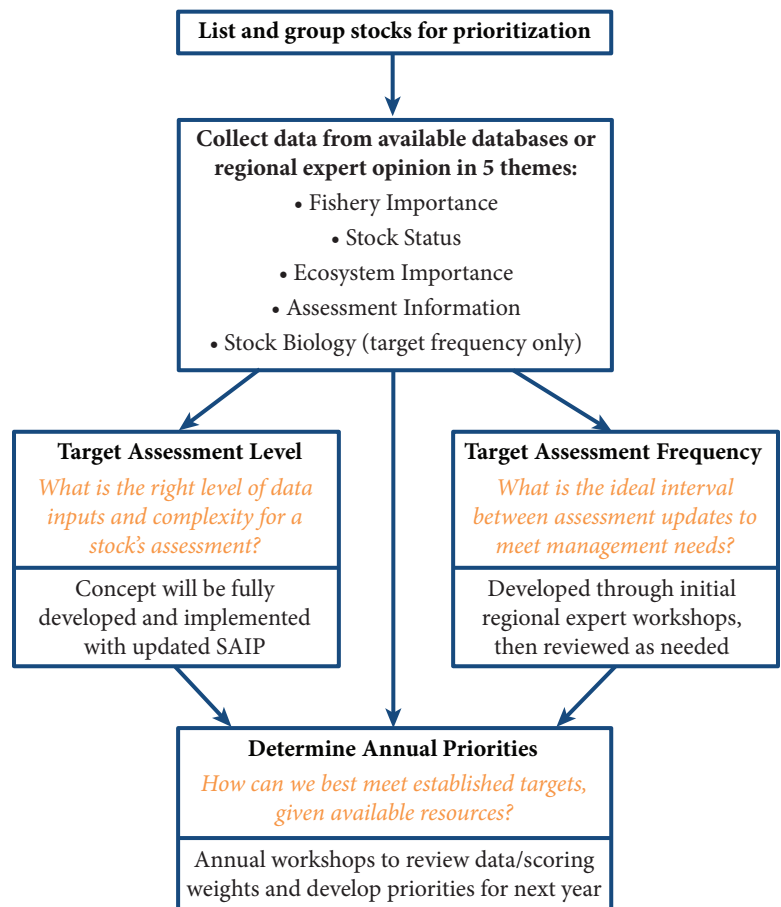 List and group stocks for prioritization
Collect data from available databases or
regional expert opinion in 5 themes:
• Fishery Importance
• Stock Status
• Ecosystem Importance
• Assessment Information
• Stock Biology (target frequency only)
Target Assessment Level
What is the right level of data
inputs and complexity for a
stock’s assessment?
Concept will be fully
developed and implemented
with updated SAIP
Target Assessment Frequency
What is the ideal interval
between assessment updates to
meet management needs?
Developed through initial
regional expert workshops,
then reviewed as needed
Determine Annual Priorities
How can we best meet established targets,
given available resources?
Annual workshops to review data/scoring
weights and develop priorities for next year